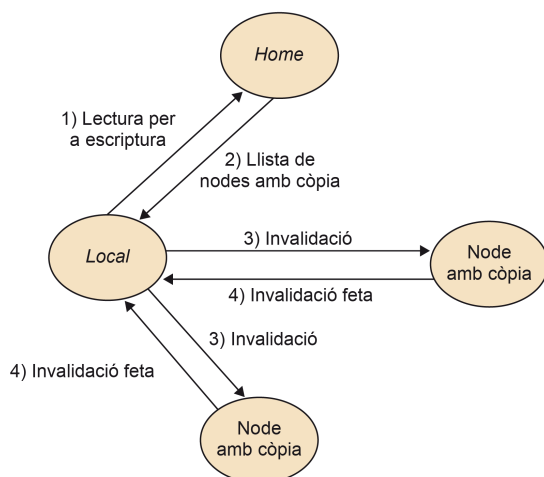 Home
1) Lectura per
a escriptura
2) Llista de
nodes amb còpia
Local
3) Invalidació
Node
amb còpia
4) Invalidació feta
3) Invalidació
4) Invalidació feta
Node
amb còpia